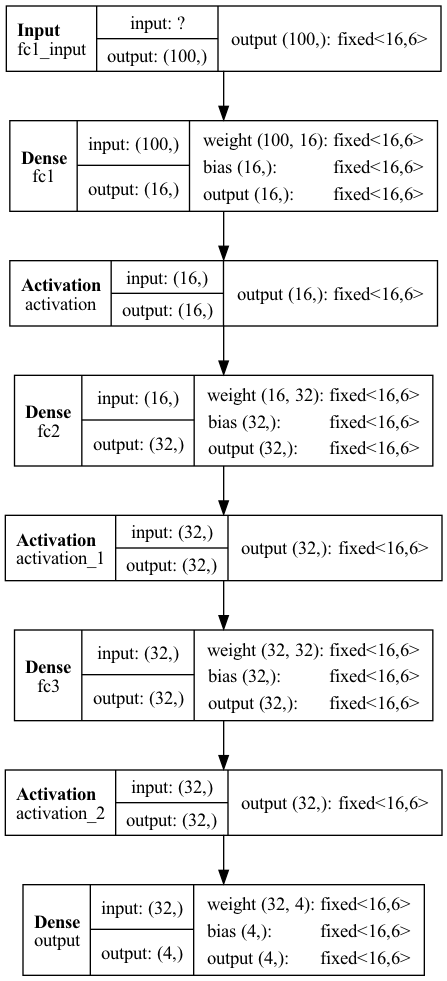 Input
fc1_input
input: ?
output: (100,)
output (100,): fixed<16,6>
Dense
fc1
input: (100,)
output: (16,)
weight (100, 16): fixed<16,6>
bias (16,): fixed<16,6>
output (16,): fixed<16,6>
Activation
activation
input: (16,)
output: (16,)
output (16,): fixed<16,6>
Dense
fc2
input: (16,)
output: (32,)
weight (16, 32): fixed<16,6>
bias (32,): fixed<16,6>
output (32,): fixed<16,6>
Activation
activation_1
input: (32,)
output: (32,)
output (32,): fixed<16,6>
Dense
fc3
input: (32,)
output: (32,)
weight (32, 32): fixed<16,6>
bias (32,): fixed<16,6>
output (32,): fixed<16,6>
Activation
activation_2
input: (32,)
output: (32,)
output (32,): fixed<16,6>
Dense
output
input: (32,)
output: (4,)
weight (32, 4): fixed<16,6>
bias (4,): fixed<16,6>
output (4,): fixed<16,6>